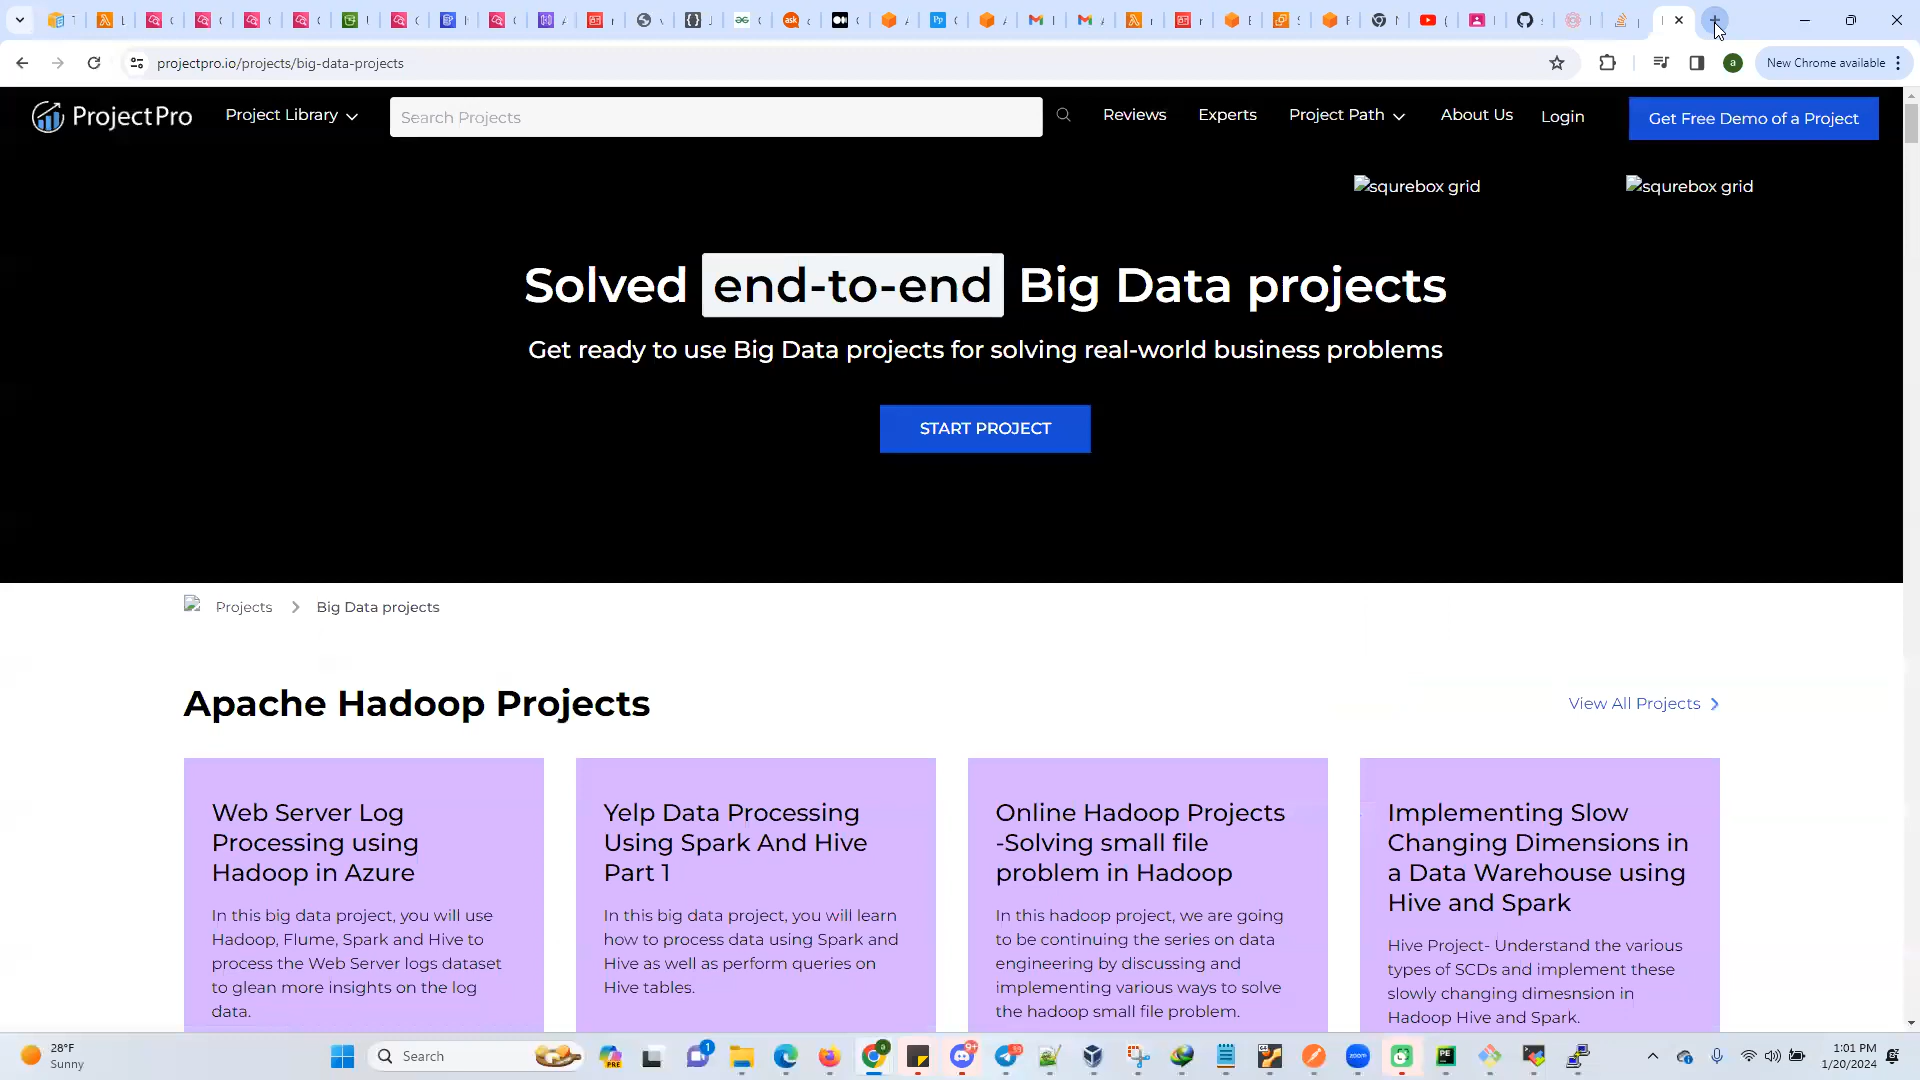 projectpro.io/projects/big-data-projects
New Chrome available
ProjectPro
Project Library
Search Projects
Reviews
Experts
Project Path
About Us
Login
Get Free Demo of a Project
squrebox grid
squrebox grid
Solved end-to-end Big Data projects
Get ready to use Big Data projects for solving real-world business problems
START PROJECT
Projects
Big Data projects
Apache Hadoop Projects
View All Projects
Web Server Log
Processing using
Hadoop in Azure
In this big data project, you will use
Hadoop, Flume, Spark and Hive to
process the Web Server logs dataset
to glean more insights on the log
data.
Yelp Data Processing
Using Spark And Hive
Part 1
In this big data project, you will learn
how to process data using Spark and
Hive as well as perform queries on
Hive tables.
Online Hadoop Projects
-Solving small file
problem in Hadoop
In this hadoop project, we are going
to be continuing the series on data
engineering by discussing and
implementing various ways to solve
the hadoop small file problem.
Implementing Slow
Changing Dimensions in
a Data Warehouse using
Hive and Spark
Hive Project- Understand the various
types of SCDs and implement these
slowly changing dimesnsion in
Hadoop Hive and Spark.
28°F
Sunny
Search
1:01 PM
1/20/2024